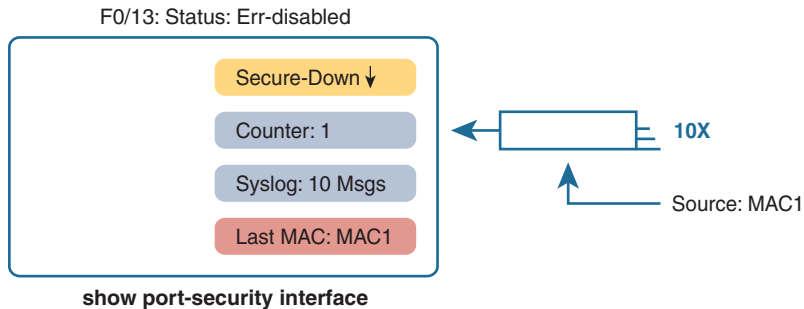 F0/13: Status: Err-disabled
Secure-Down
Counter: 1
Syslog: 10 Msgs
Last MAC: MAC1
10X
Source: MAC1
show port-security interface